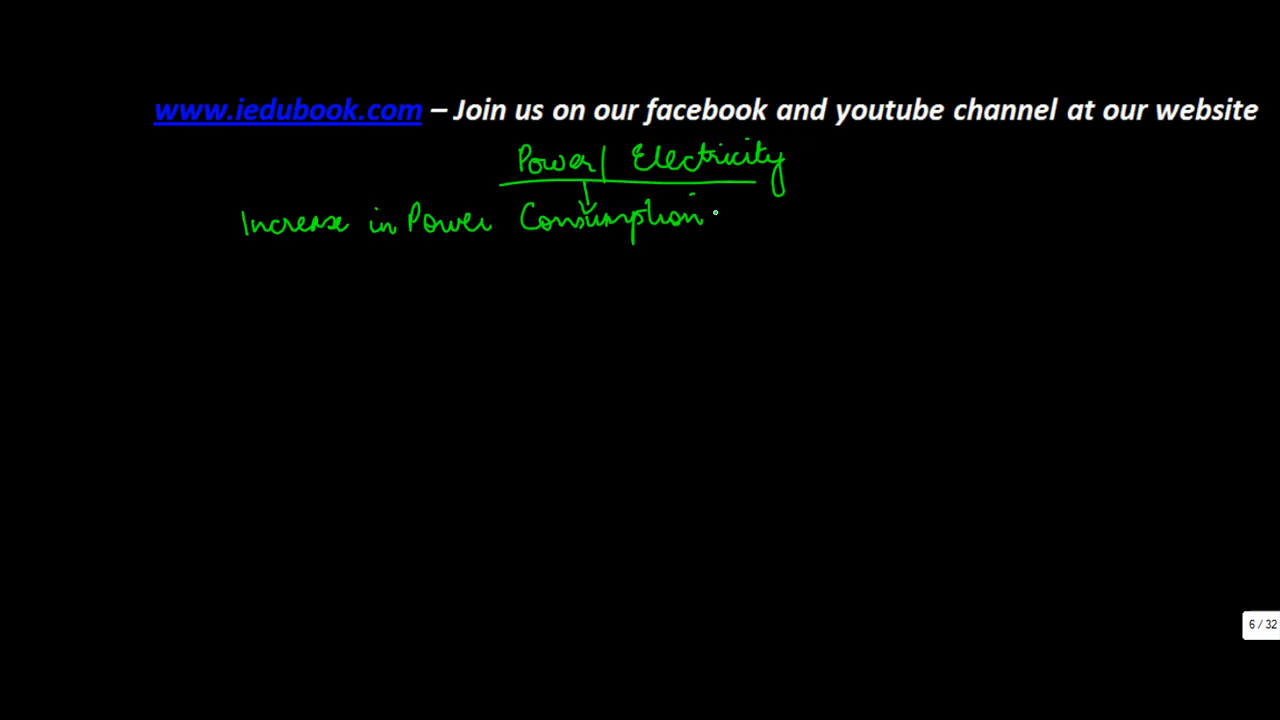 www.iedubook.com – Join us on our facebook and youtube channel at our website
Power/ Electricity
Increase in Power Consumption
6 / 32